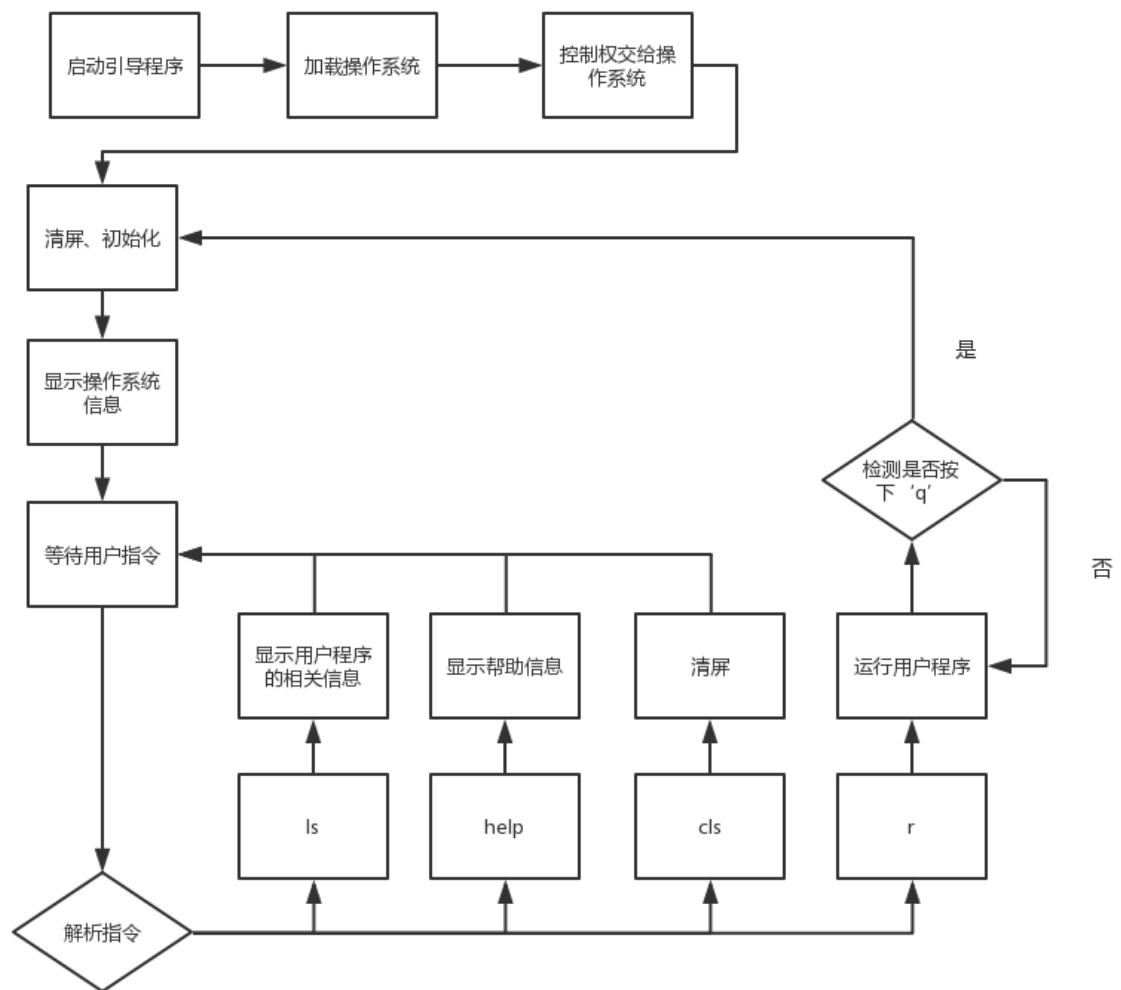 启动引导程序
加载操作系统
控制权交给操
作系统
清屏、初始化
是
显示操作系统
信息
检测是否按
下‘q’
等待用户指令
否
显示用户程序
的相关信息
显示帮助信息
清屏
运行用户程序
ls
help
cls
r
解析指令